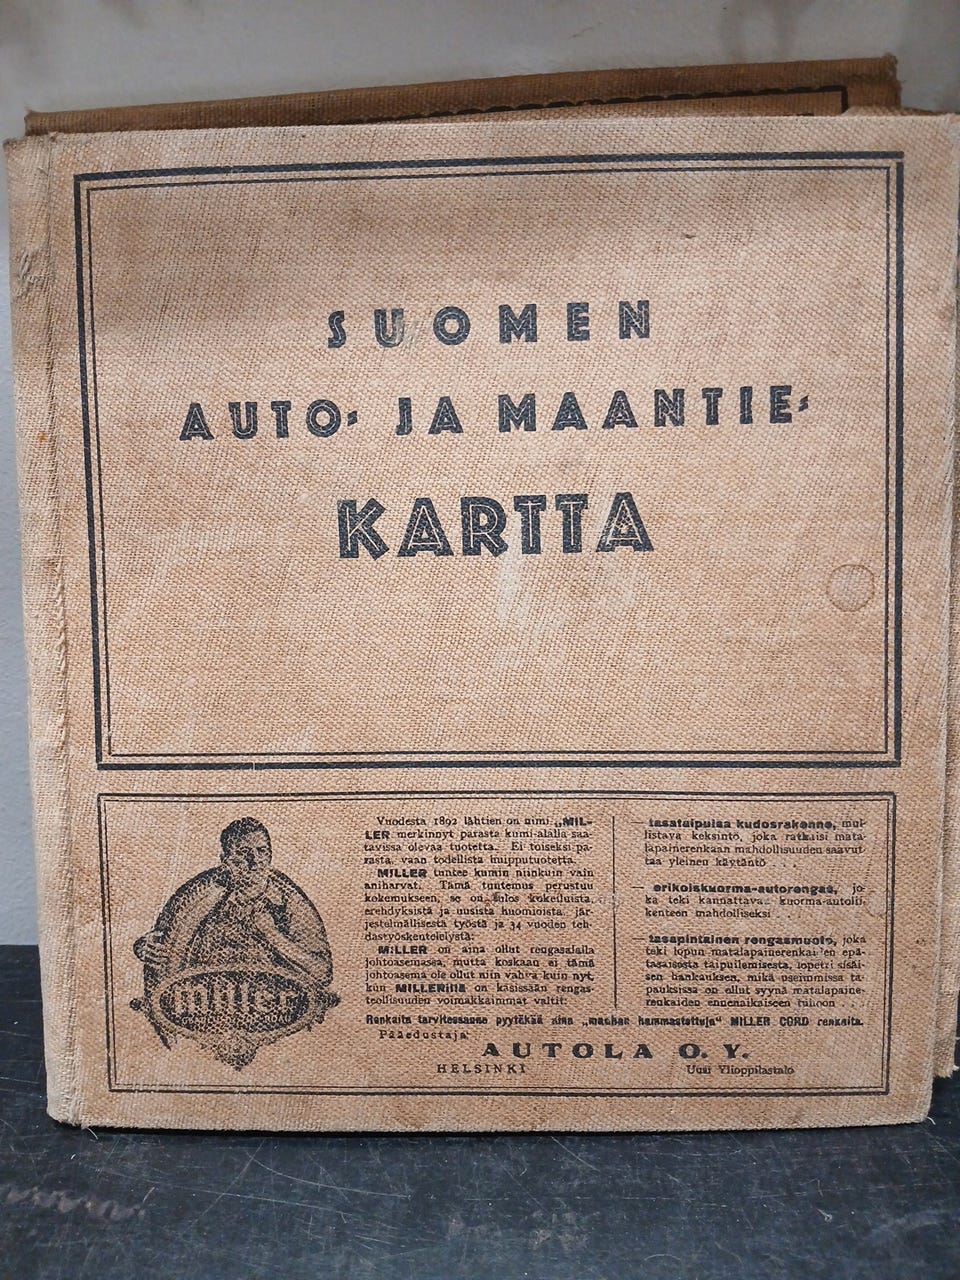 SUOMEN
AUTO- JA MAANTIE-
KARTTA
Vuodesta 1892 lähtien on nimi „MIL-
LER merkinnyt parasta kumi-alalla saa-
tavissa olevaa tuotetta. Ei toiseksi pa-
rasta, vaan todellista huipputuotetta.
MILLER tuntee kumin niinkuin vain
aniharvat. Tämä tuntemus perustuu
kokemukseen, se on tulos kokeiluista,
erehdyksistä ja uusista huomioista, jär-
jestelmällisestä työstä ja 34 vuoden teh-
dastyöskentelystä:
MILLER on aina ollut rengasalalla
johtoasemassa, mutta koskaan ei tämä
johtoasema ole ollut niin vahva kuin nyt,
kun MILLERillä on käsissään rengas-
teollisuuden voimakkaimmat valtit:
— tasataipuisa kudosrakenne, mul-
listava keksintö, joka ratkaisi mata-
lapainerenkaan mahdollisuuden saavut-
taa yleinen käytäntö . . .
— erikoiskuorma-autorengas, jo-
ka teki kannattavan kuorma-autolii-
kenteen mahdolliseksi . . .
— tasapintainen rengasmuoto, joka
teki lopun matalapainerenkaitten epä-
tasaisesta taipuilemisesta, lopetti sisäi-
sen hankauksen, mikä useimmissa ta-
pauksissa on ollut syynä matalapaine-
renkaiden ennenaikaiseen tuhoon . . .
Renkaita tarvitessanne pyytäkää aina hammastettuja" MILLER CORD renkaita.
Miller
Pääedustaja
AUTOLA O. Y.
HELSINKI Uusi Ylioppilastalo